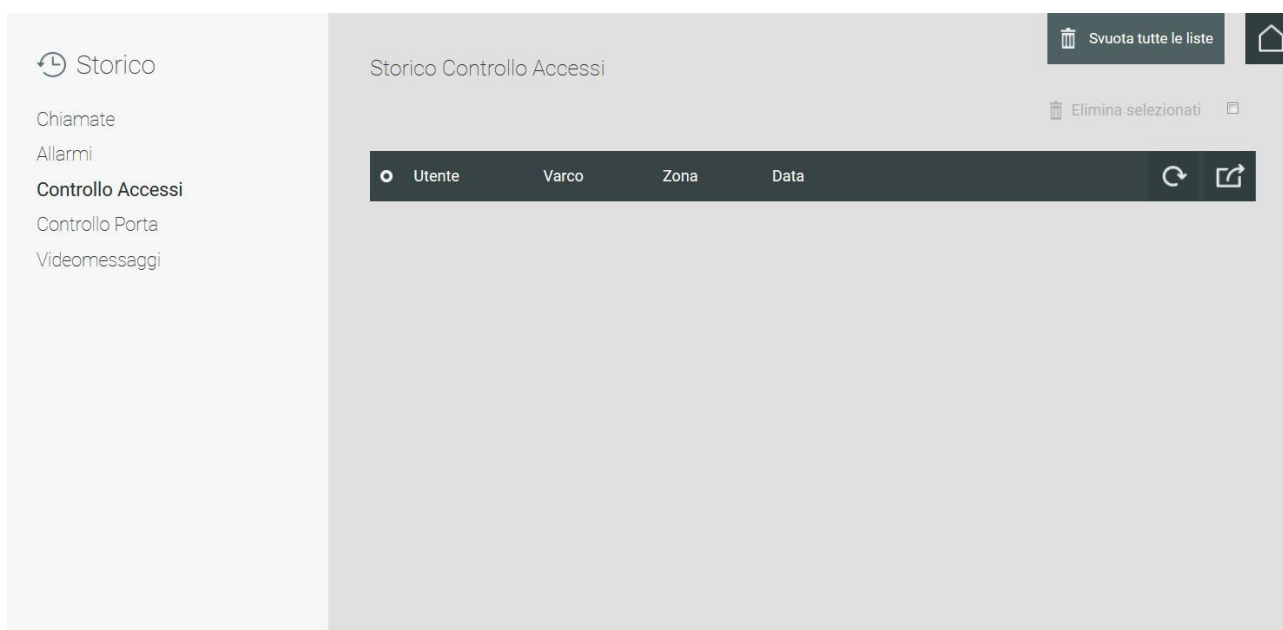 Storico
Chiamate
Allarmi
Controllo Accessi
Controllo Porta
Videomessaggi
Storico Controllo Accessi
Svuota tutte le liste
Elimina selezionati
Utente Varco Zona Data